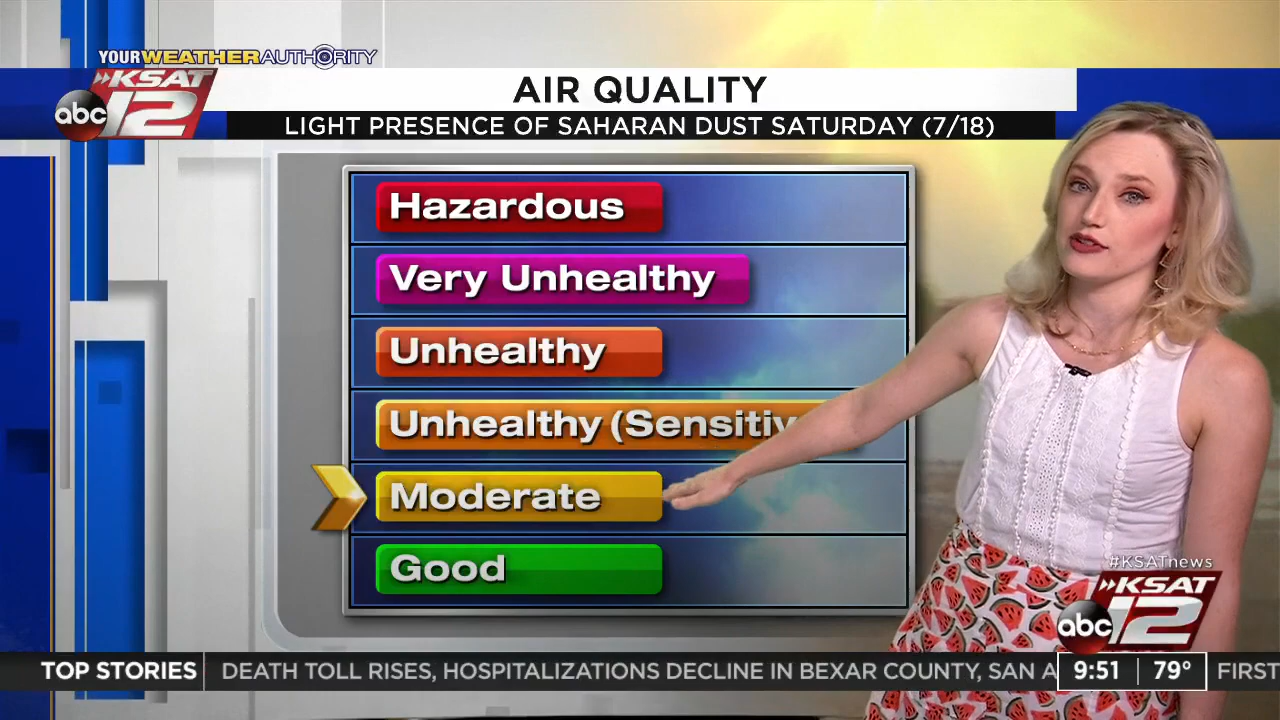 YOUR WEATHER AUTHORITY
KSAT
abc 12
AIR QUALITY
LIGHT PRESENCE OF SAHARAN DUST SATURDAY (7/18)
Hazardous
Very Unhealthy
Unhealthy
Unhealthy (Sensitiv
Moderate
Good
#KSATnews
KSAT
abc 12
TOP STORIES DEATH TOLL RISES, HOSPITALIZATIONS DECLINE IN BEXAR COUNTY, SAN A 9:51 79° FIRST